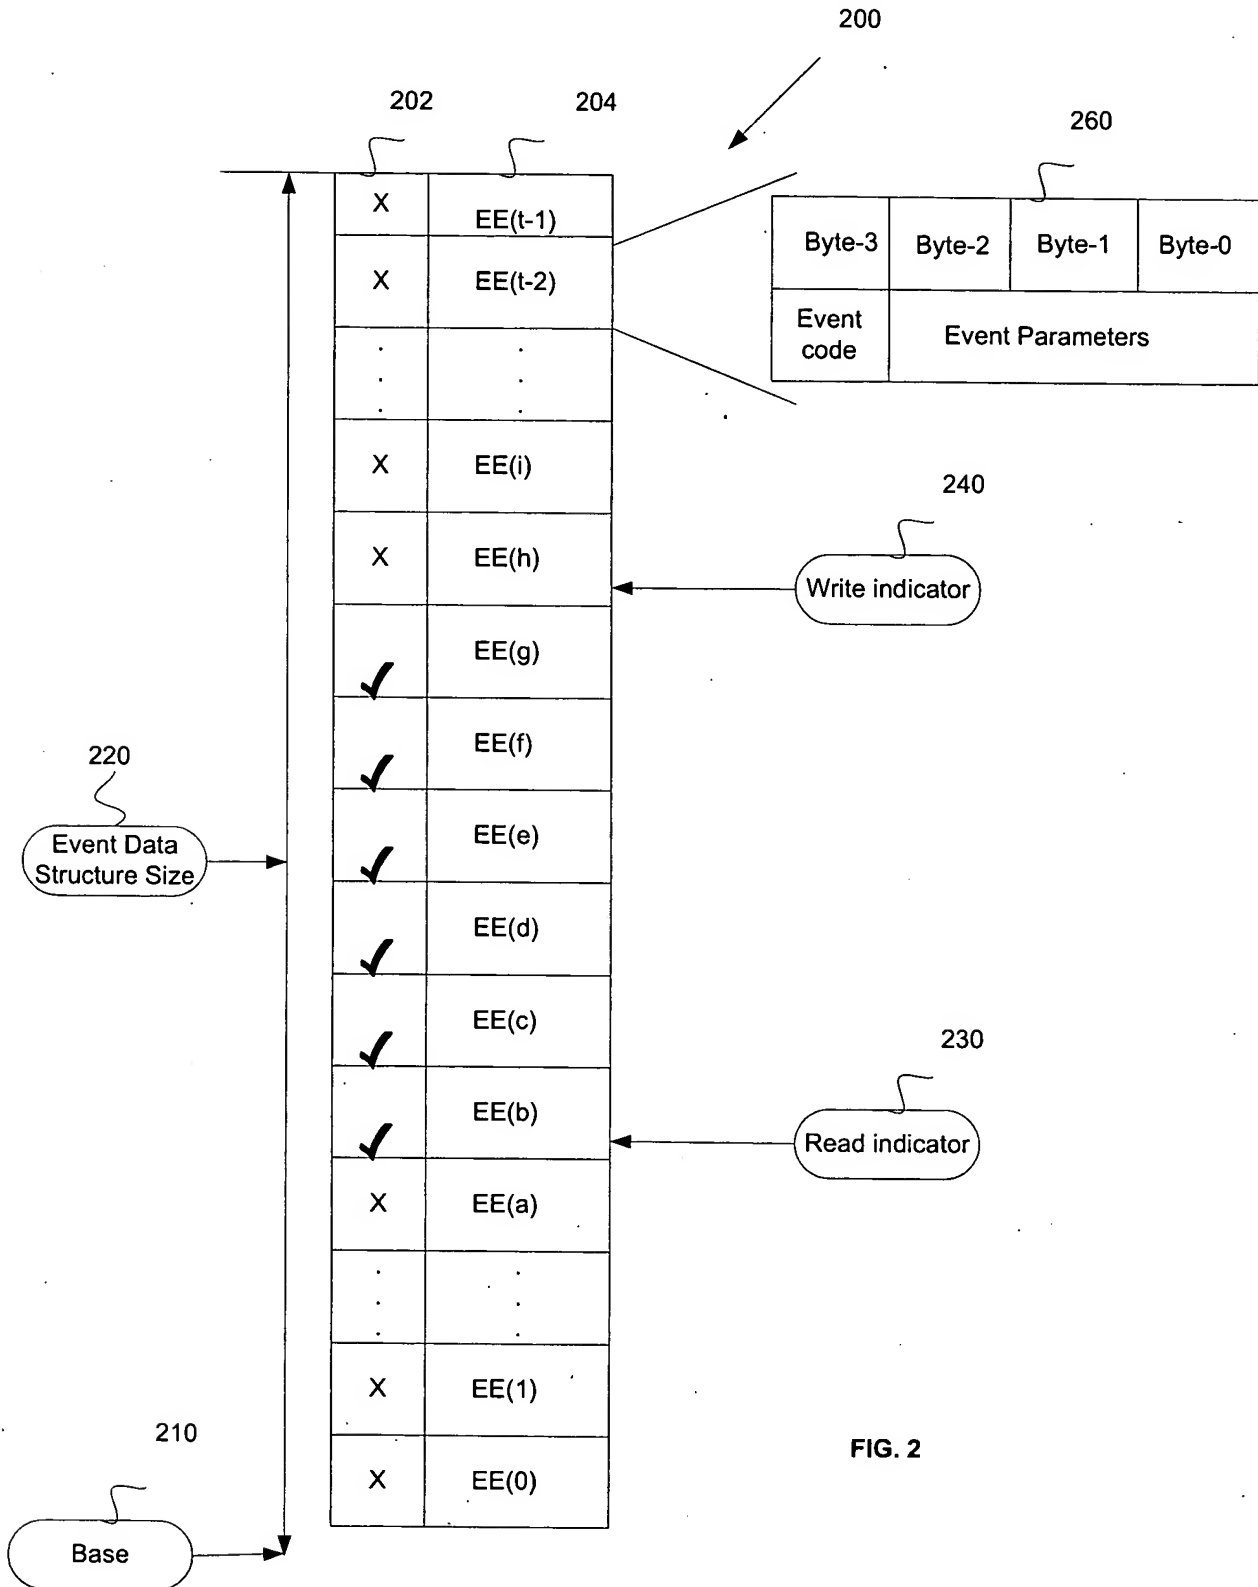 200
202 204
260
X EE(t-1)
Byte-3 Byte-2 Byte-1 Byte-0
X EE(t-2)
Event code Event Parameters
. .
. .
. .
X EE(i)
240
X EE(h)
Write indicator
✓ EE(g)
✓ EE(f)
220
Event Data
Structure Size
✓ EE(e)
✓ EE(d)
✓ EE(c)
230
✓ EE(b)
Read indicator
X EE(a)
. .
. .
. .
X EE(1)
210
FIG. 2
X EE(0)
Base